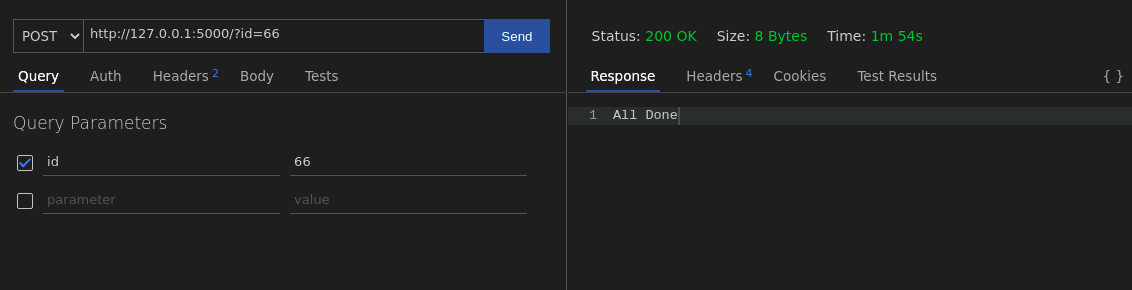 POST http://127.0.0.1:5000/?id=66 Send
Query Auth Headers 2 Body Tests
Query Parameters
id 66
parameter value
Status: 200 OK Size: 8 Bytes Time: 1m 54s
Response Headers 4 Cookies Test Results { }
1 All Done